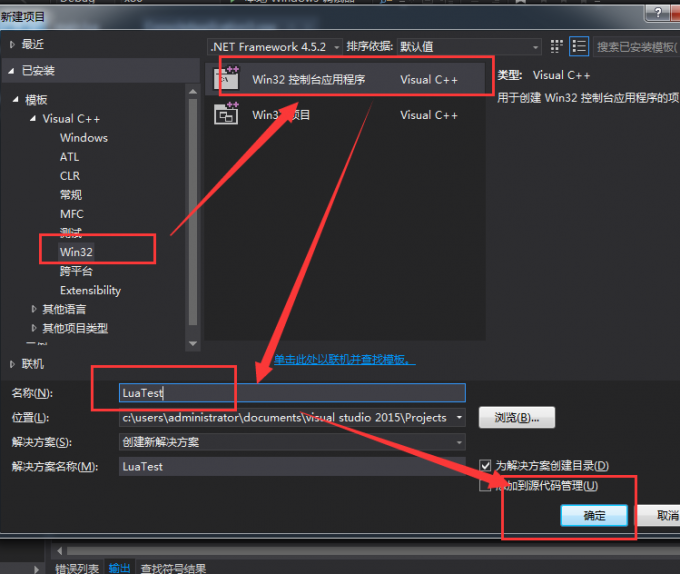 新建项目
?
最近
.NET Framework 4.5.2
排序依据:
默认值
搜索已安装模板(
已安装
模板
Visual C++
Windows
ATL
CLR
常规
MFC
测试
Win32
跨平台
Extensibility
其他语言
其他项目类型
联机
Win32 控制台应用程序
Visual C++
项目
Visual C++
类型: Visual C++
用于创建 Win32 控制台应用程序的项
单击此处以联机并查找模板。
名称(N):
LuaTest
位置(L):
c:\users\administrator\documents\visual studio 2015\Projects
浏览(B)...
解决方案(S):
创建新解决方案
解决方案名称(M):
LuaTest
为解决方案创建目录(D)
加到源代码管理(U)
确定
取消
错误列表 输出 查找符号结果